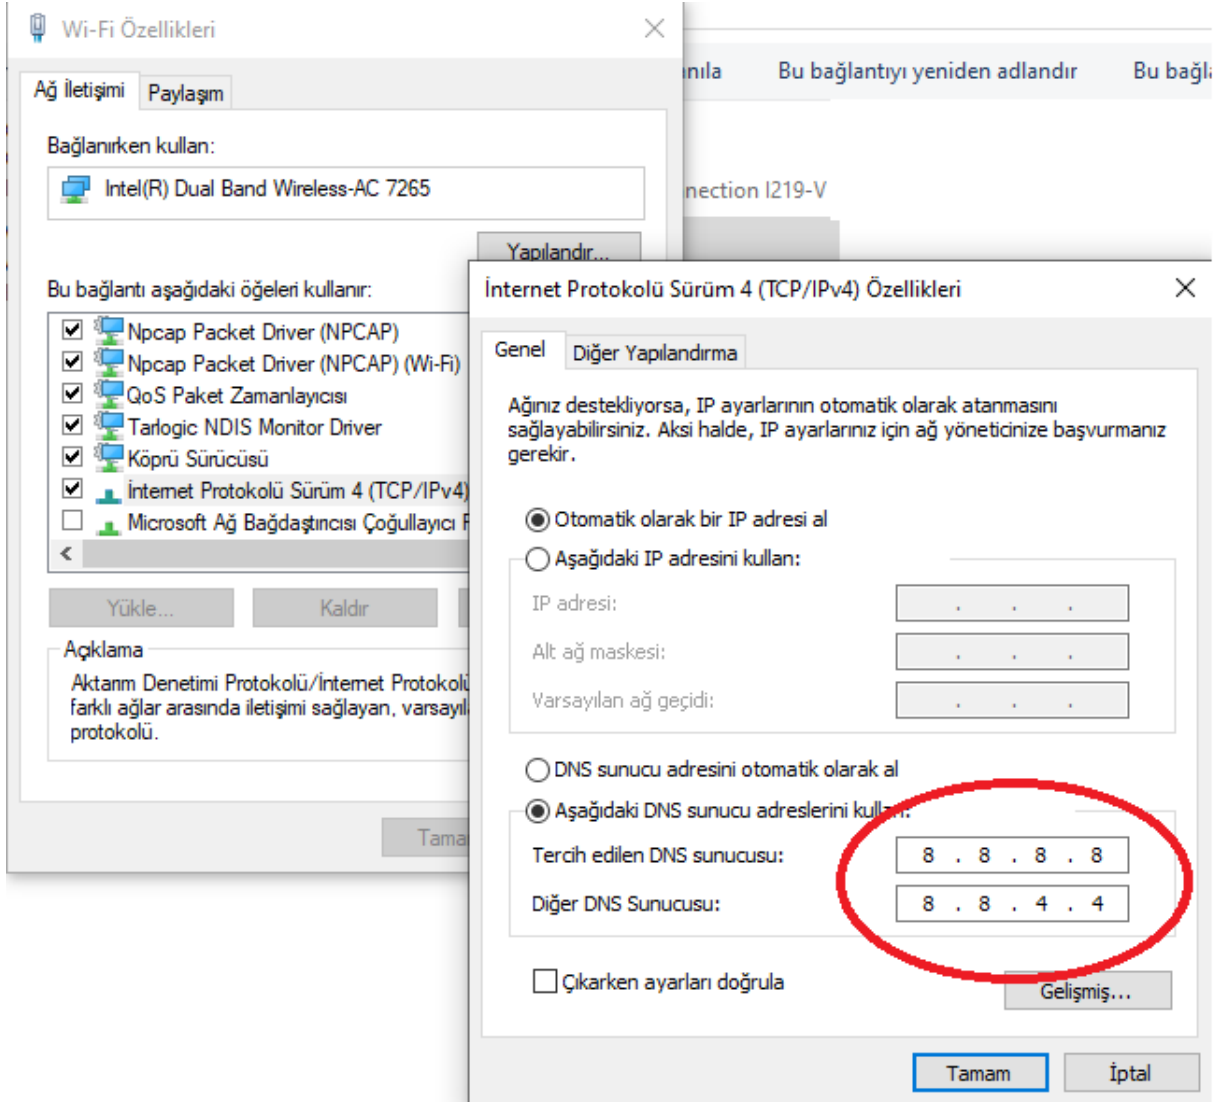 Wi-Fi Özellikleri
Ağ İletişimi
Paylaşım
Bağlanırken kullan:
Intel(R) Dual Band Wireless-AC 7265
Yapılandır...
Bu bağlantı aşağıdaki öğeleri kullanır:
Npcap Packet Driver (NPCAP)
Npcap Packet Driver (NPCAP) (Wi-Fi)
QoS Paket Zamanlayıcısı
Tarlogic NDIS Monitor Driver
Köprü Sürücüsü
İnternet Protokolü Sürüm 4 (TCP/IPv4)
Microsoft Ağ Bağdaştırıcısı Çoğullayıcı
Yükle...
Kaldır
Açıklama
Aktarım Denetimi Protokolü/İnternet Protokolü
farklı ağlar arasında iletişimi sağlayan, varsayıl
protokolü.
Tama
nıla
Bu bağlantıyı yeniden adlandır
Bu bağla
nection I219-V
İnternet Protokolü Sürüm 4 (TCP/IPv4) Özellikleri
Genel
Diğer Yapılandırma
Ağınız destekliyorsa, IP ayarlarının otomatik olarak atanmasını
sağlayabilirsiniz. Aksi halde, IP ayarlarınız için ağ yöneticinize başvurmanız
gerekir.
Otomatik olarak bir IP adresi al
Aşağıdaki IP adresini kullan:
IP adresi:
. . .
Alt ağ maskesi:
. . .
Varsayılan ağ geçidi:
. . .
DNS sunucu adresini otomatik olarak al
Aşağıdaki DNS sunucu adreslerini kullan:
Tercih edilen DNS sunucusu:
8 . 8 . 8 . 8
Diğer DNS Sunucusu:
8 . 8 . 4 . 4
Çıkarken ayarları doğrula
Gelişmiş...
Tamam
İptal